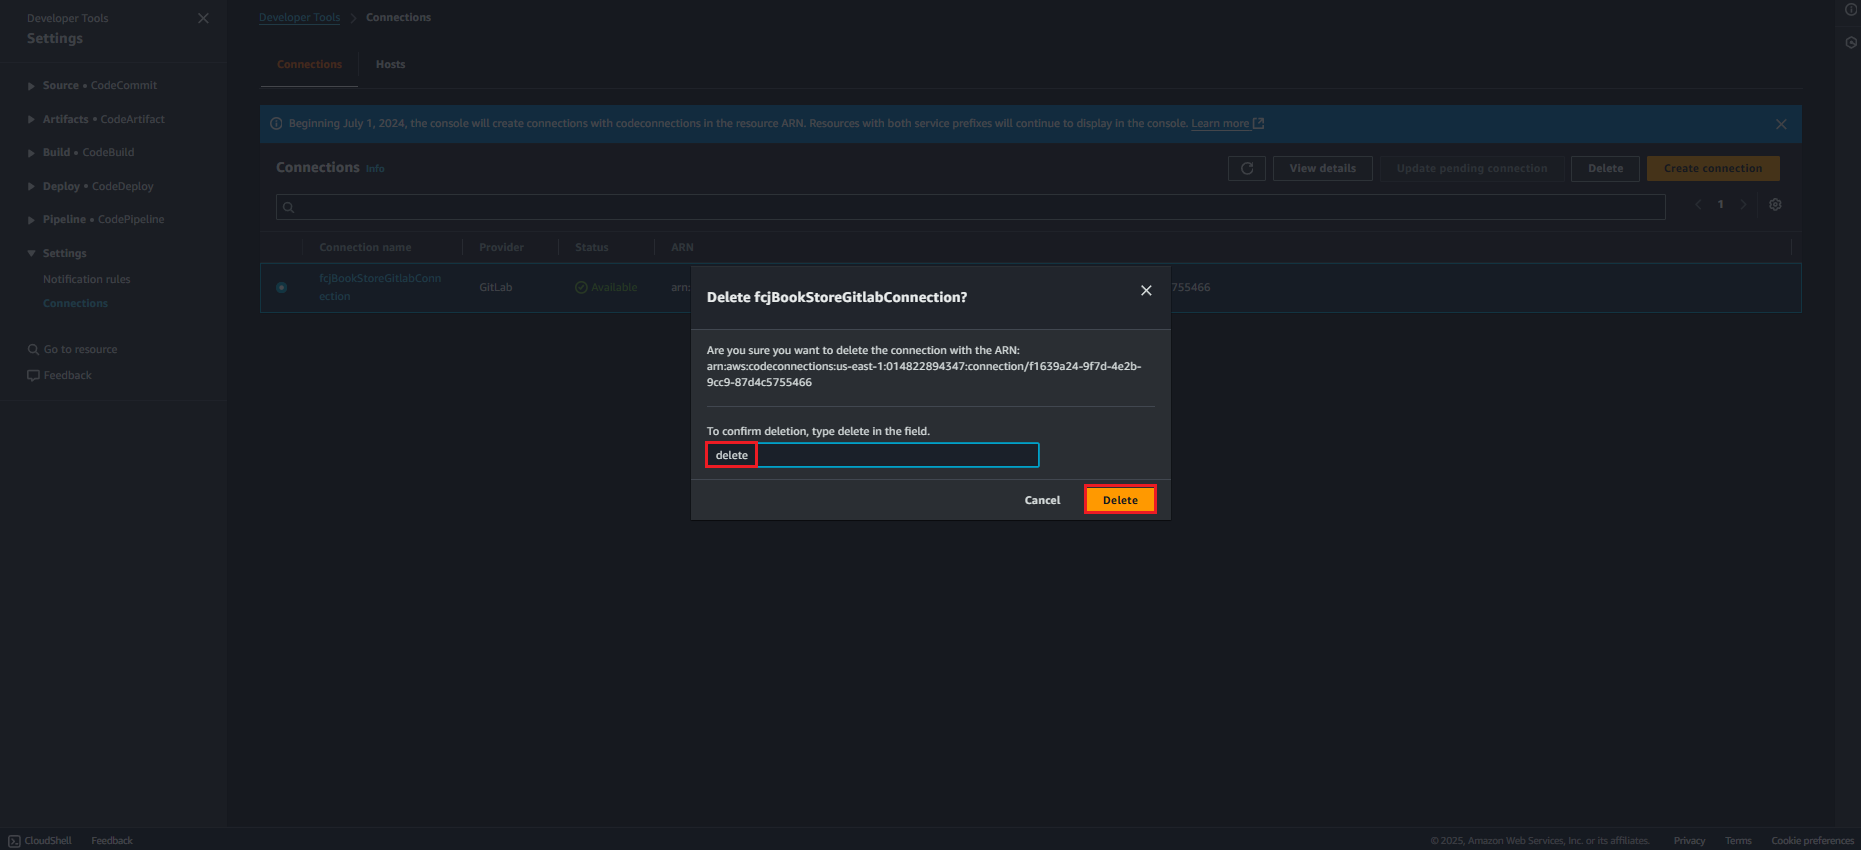 Developer Tools
Settings
Source • CodeCommit
Artifacts • CodeArtifact
Build • CodeBuild
Deploy • CodeDeploy
Pipeline • CodePipeline
Settings
Notification rules
Connections
Go to resource
Feedback
Developer Tools > Connections
Connections
Hosts
Beginning July 1, 2024, the console will create connections with codeconnections in the resource ARN. Resources with both service prefixes will continue to display in the console. Learn more
Connections Info
View details
Update pending connection
Delete
Create connection
1
Connection name
Provider
Status
ARN
fcjBookStoreGitlabConn
ection
GitLab
Available
arn:
755466
Delete fcjBookStoreGitlabConnection?
Are you sure you want to delete the connection with the ARN:
arn:aws:codeconnections:us-east-1:014822894347:connection/f1639a24-9f7d-4e2b-
9cc9-87d4c5755466
To confirm deletion, type delete in the field.
delete
Cancel
Delete
CloudShell
Feedback
© 2025, Amazon Web Services, Inc. or its affiliates.
Privacy
Terms
Cookie preferences